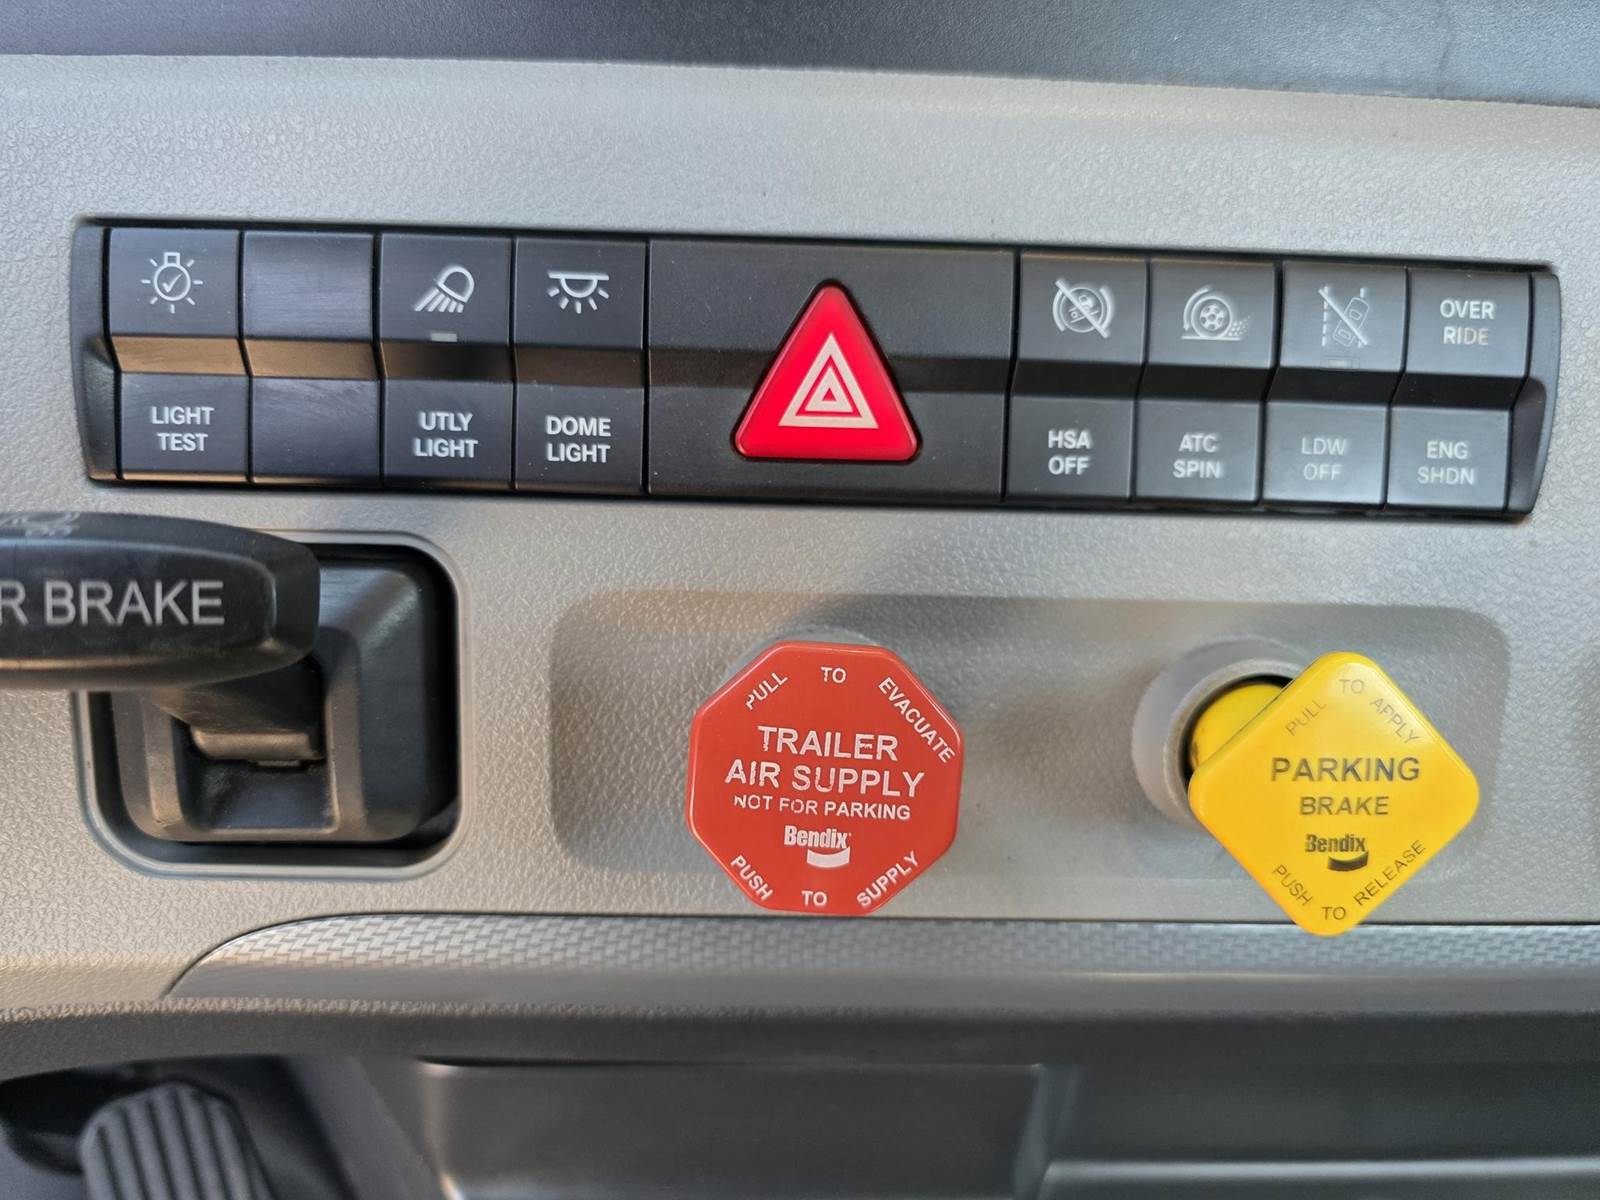 OVER
RIDE
LIGHT
TEST
UTLY
LIGHT
DOME
LIGHT
HSA
OFF
ATC
SPIN
LDW
OFF
ENG
SHDN
R BRAKE
PULL TO EVACUATE
TRAILER
AIR SUPPLY
NOT FOR PARKING
Bendix
PUSH TO SUPPLY
PULL TO APPLY
PARKING
BRAKE
Bendix
PUSH TO RELEASE